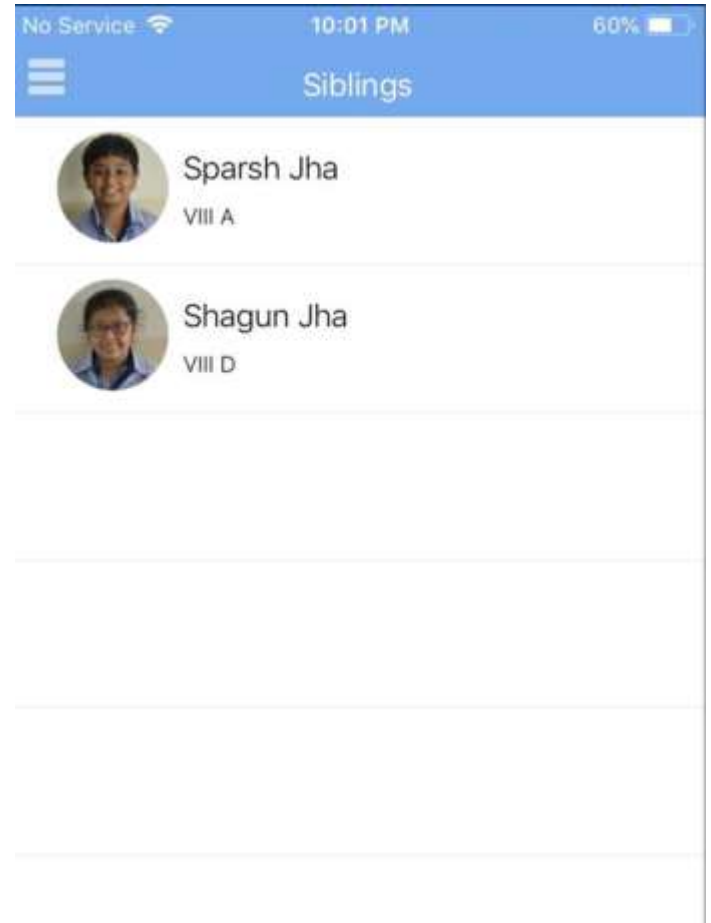 No Service 10:01 PM 60%
Siblings
Sparsh Jha
VIII A
Shagun Jha
VIII D